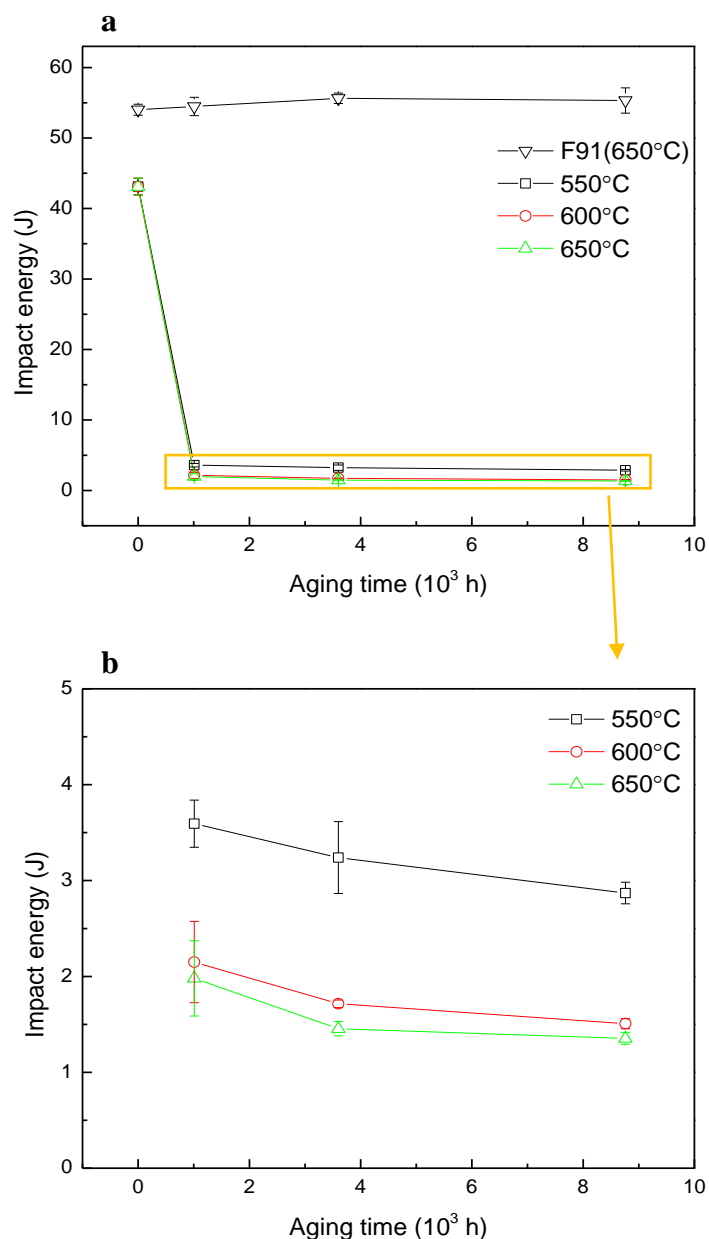 a
60
50
40
30
20
10
0
Impact energy (J)
F91(650°C)
550°C
600°C
650°C
0 2 4 6 8 10
Aging time (10³ h)
b
5
4
3
2
1
0
Impact energy (J)
550°C
600°C
650°C
0 2 4 6 8 10
Aging time (10³ h)